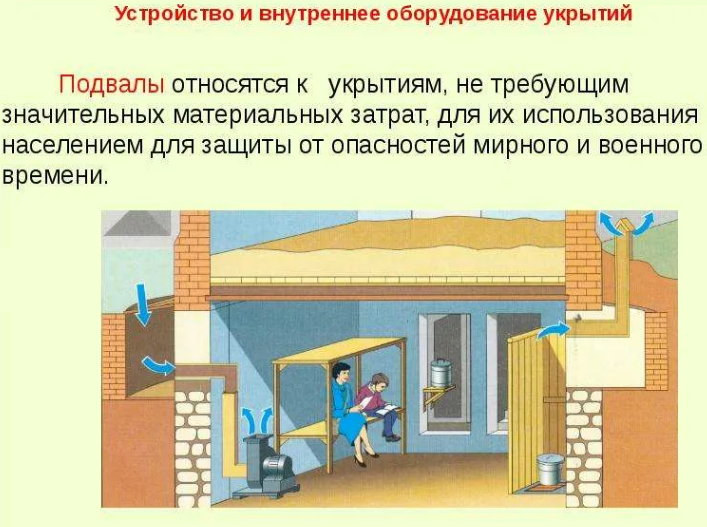 Устройство и внутреннее оборудование укрытий
Подвалы относятся к укрытиям, не требующим
значительных материальных затрат, для их использования
населением для защиты от опасностей мирного и военного
времени.